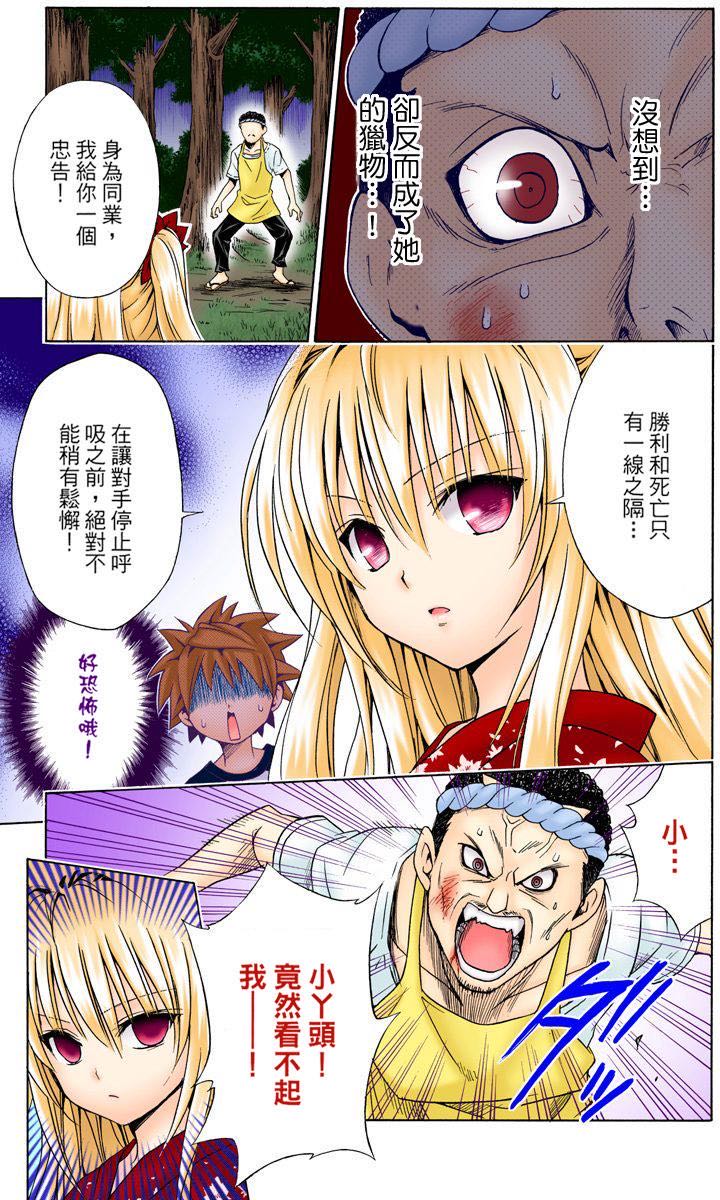 沒想到…
卻反而成了她
的獵物…！
身為同業，
我給你一個
忠告！
勝利和死亡只
有一線之隔…
在讓對手停止呼
吸之前，絕對不
能稍有鬆懈！
好恐怖哦！
小…
小丫頭！
竟然看不起
我——！
ダダッ